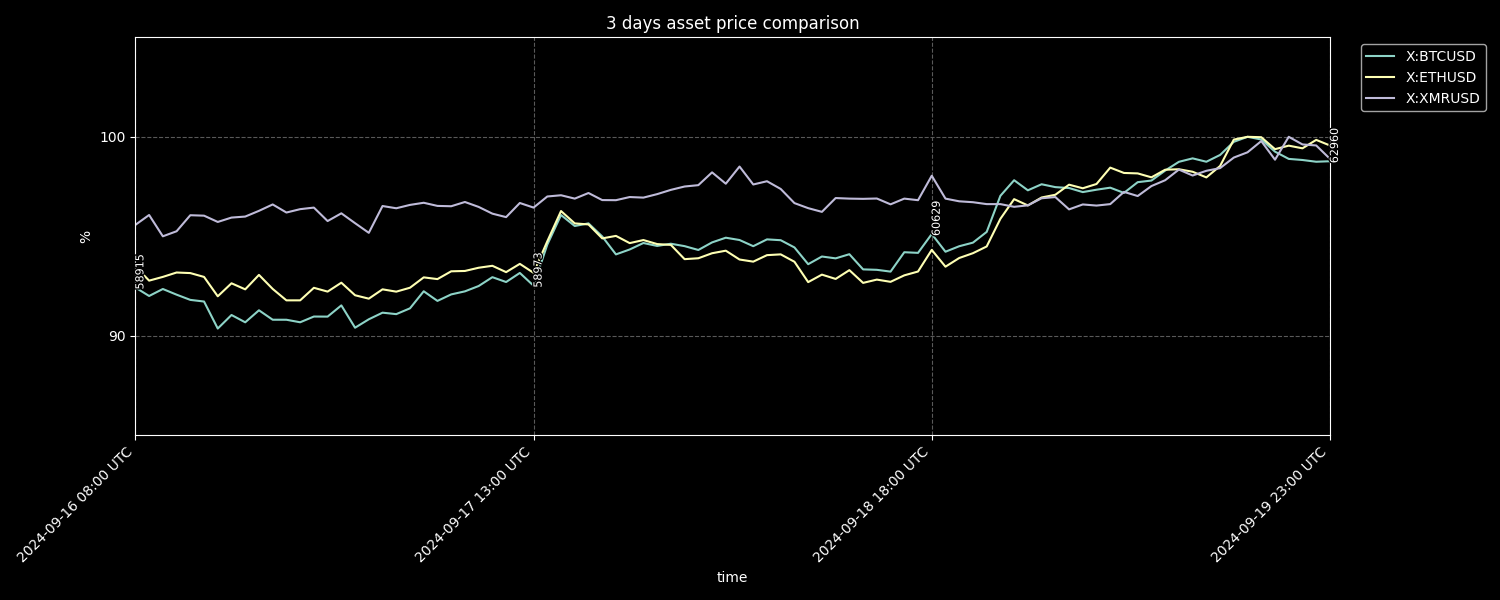 3 days asset price comparison
X:BTCUSD
X:ETHUSD
X:XMRUSD
100
90
%
58915
58973
60629
62960
2024-09-16 08:00 UTC
2024-09-17 13:00 UTC
2024-09-18 18:00 UTC
2024-09-19 23:00 UTC
time